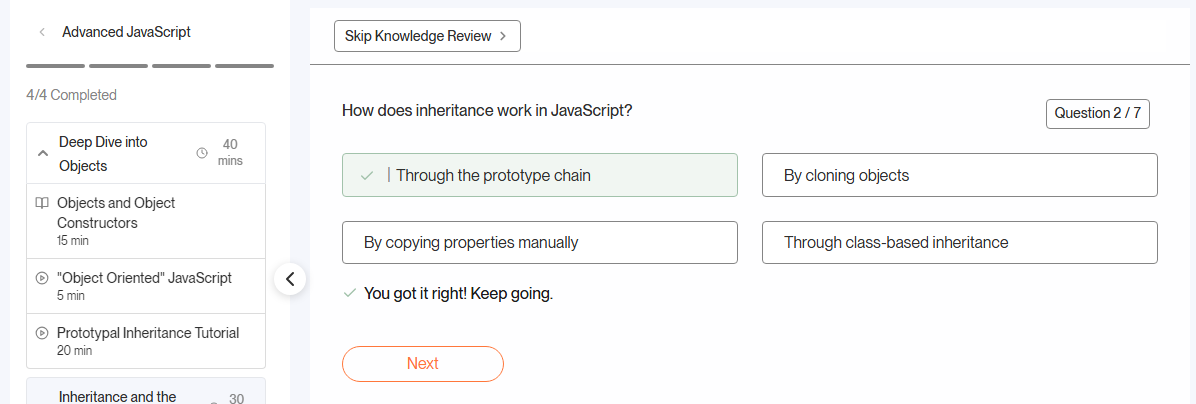 Advanced JavaScript
4/4 Completed
Deep Dive into
Objects
40
mins
Objects and Object
Constructors
15 min
"Object Oriented" JavaScript
5 min
Prototypal Inheritance Tutorial
20 min
Inheritance and the
30
Skip Knowledge Review
How does inheritance work in JavaScript?
Question 2 / 7
Through the prototype chain
By cloning objects
By copying properties manually
Through class-based inheritance
You got it right! Keep going.
Next